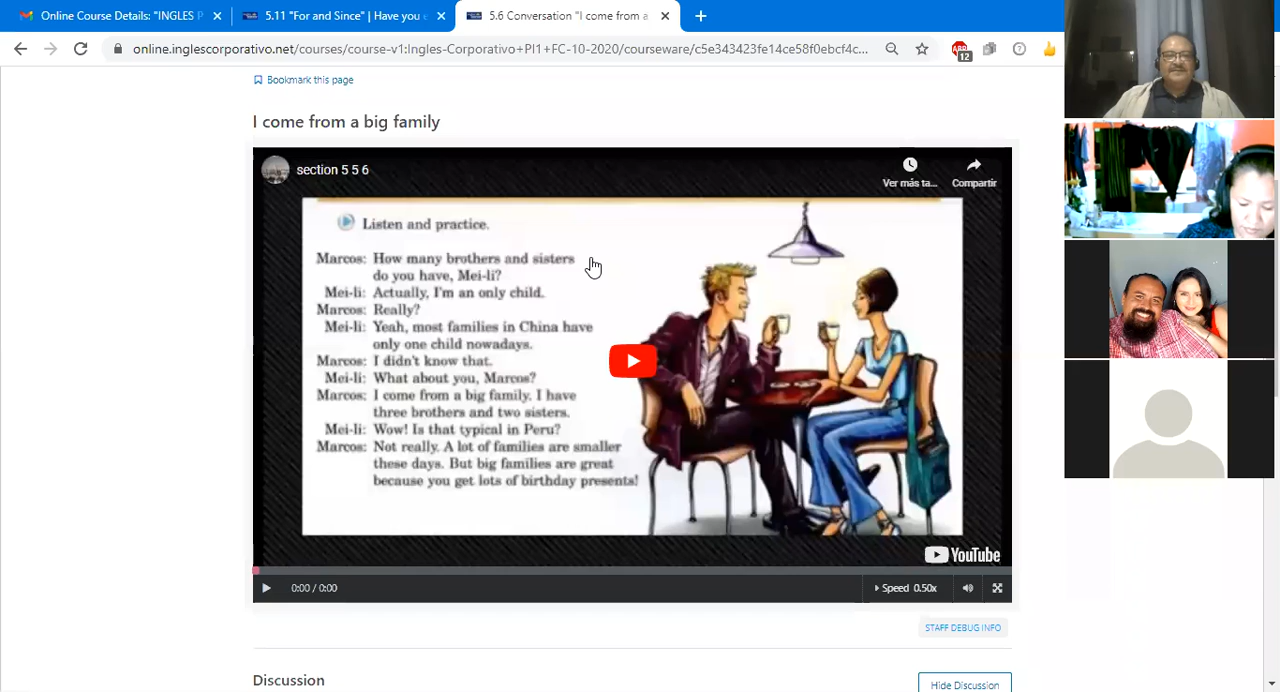 Online Course Details: "INGLES P
5.11 "For and Since" | Have you e
5.6 Conversation "I come from a
online.inglescorporativo.net/courses/course-v1:Ingles-Corporativo+PI1+FC-10-2020/courseware/c5e343423fe14ce58f0ebcf4c...
ABP
12
Bookmark this page
I come from a big family
section 5 5 6
Ver más ta...
Compartir
Listen and practice.
Marcos: How many brothers and sisters
do you have, Mei-li?
Mei-li: Actually, I'm an only child.
Marcos: Really?
Mei-li: Yeah, most families in China have
only one child nowadays.
Marcos: I didn't know that.
Mei-li: What about you, Marcos?
Marcos: I come from a big family. I have
three brothers and two sisters.
Mei-li: Wow! Is that typical in Peru?
Marcos: Not really. A lot of families are smaller
these days. But big families are great
because you get lots of birthday presents!
YouTube
0:00 / 0:00
Speed 0.50x
STAFF DEBUG INFO
Discussion
Hide Discussion